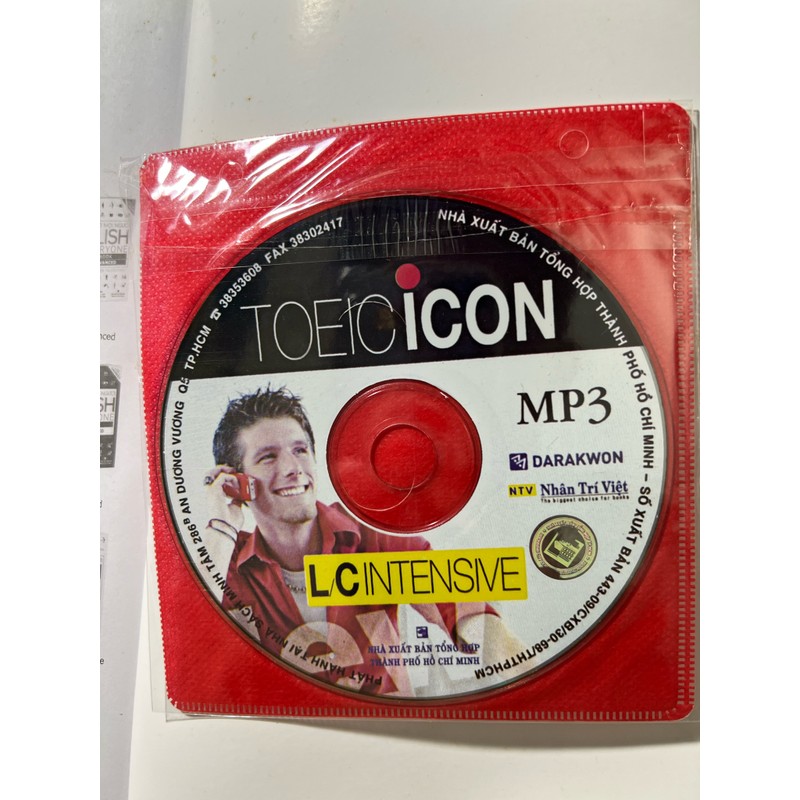 PHÁT HÀNH TẠI NHÀ SÁCH MINH TÂM 286B AN DƯƠNG VƯƠNG Q5 TP.HCM ☎ 38353608 FAX 38302417
NHÀ XUẤT BẢN TỔNG HỢP THÀNH PHỐ HỒ CHÍ MINH – SỐ XUẤT BẢN 443-09/CXB/30-68/THTPHCM
TOEIC iCON
MP3
DARAKWON
NTV Nhân Trí Việt
The biggest choice for books
L/C INTENSIVE
NHÀ XUẤT BẢN TỔNG HỢP
THÀNH PHỐ HỒ CHÍ MINH
LISH